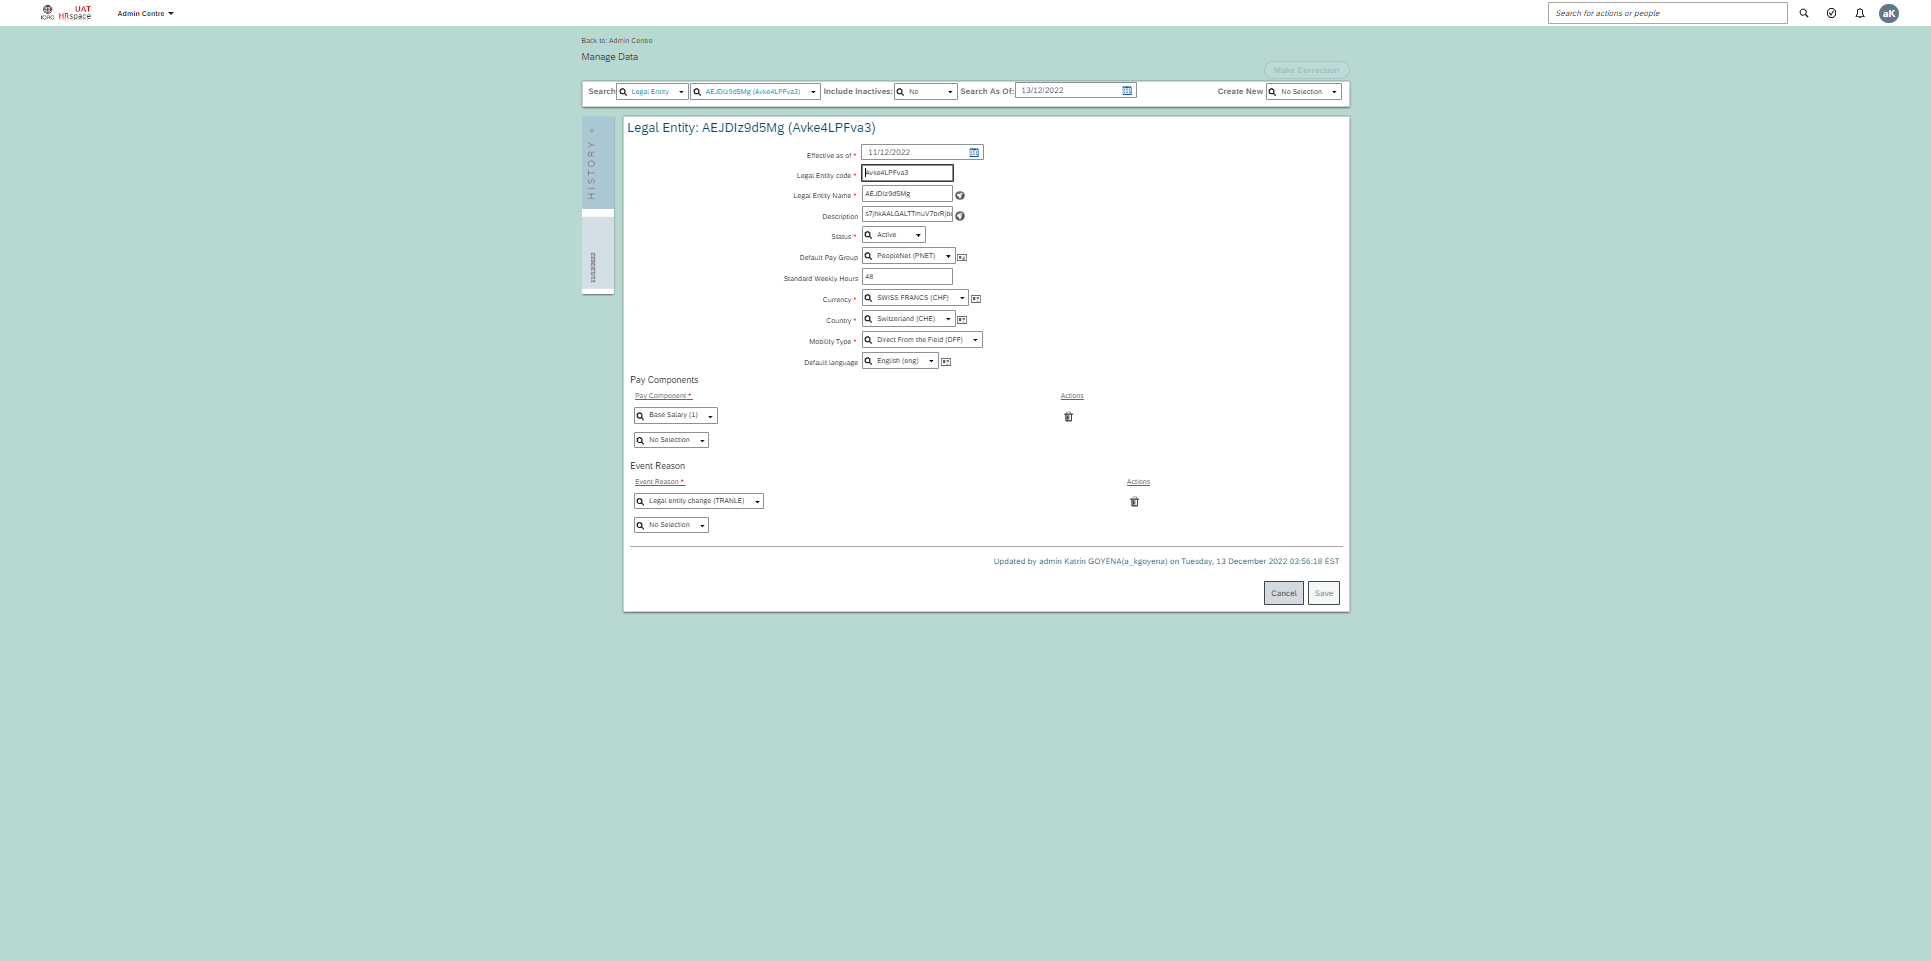 ICRC
UAT
HRspace
Admin Centre
Search for actions or people
aK
Back to: Admin Centre
Manage Data
Make Correction
Search Legal Entity AEJDIz9d5Mg (Avke4LPFva3) Include Inactives: No Search As Of: 13/12/2022 Create New No Selection
HISTORY »
11/12/2022
Legal Entity: AEJDIz9d5Mg (Avke4LPFva3)
Effective as of * 11/12/2022
Legal Entity code * Avke4LPFva3
Legal Entity Name * AEJDIz9d5Mg
Description
Status * Active
Default Pay Group PeopleNet (PNET)
Standard Weekly Hours 48
Currency * SWISS FRANCS (CHF)
Country * Switzerland (CHE)
Mobility Type * Direct From the Field (DFF)
Default language English (eng)
Pay Components
Pay Component * Actions
Base Salary (1)
No Selection
Event Reason
Event Reason * Actions
Legal entity change (TRANLE)
No Selection
Updated by admin Katrin GOYENA(a_kgoyena) on Tuesday, 13 December 2022 03:56:18 EST
Cancel Save